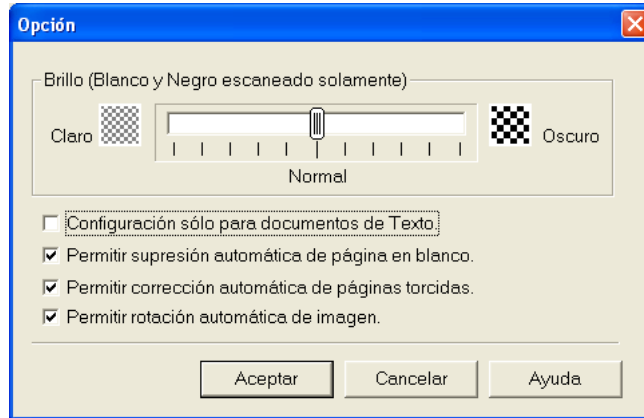 Opción
Brillo (Blanco y Negro escaneado solamente)
Claro
Oscuro
Normal
Configuración sólo para documentos de Texto.
Permitir supresión automática de página en blanco.
Permitir corrección automática de páginas torcidas.
Permitir rotación automática de imagen.
Aceptar
Cancelar
Ayuda